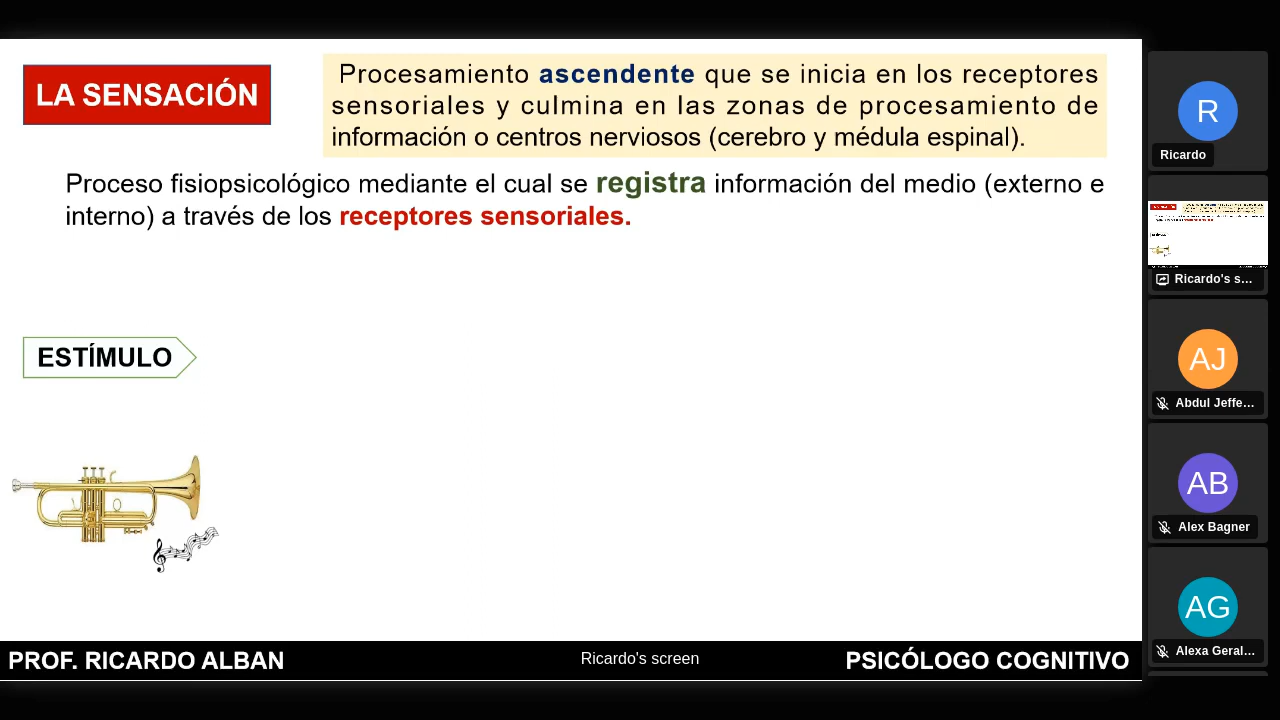 LA SENSACIÓN
Procesamiento ascendente que se inicia en los receptores
sensoriales y culmina en las zonas de procesamiento de
información o centros nerviosos (cerebro y médula espinal).
Proceso fisiopsicológico mediante el cual se registra información del medio (externo e
interno) a través de los receptores sensoriales.
ESTÍMULO
PROF. RICARDO ALBAN
Ricardo's screen
PSICÓLOGO COGNITIVO
R
Ricardo
Ricardo's s...
AJ
Abdul Jeffe...
AB
Alex Bagner
AG
Alexa Geral...